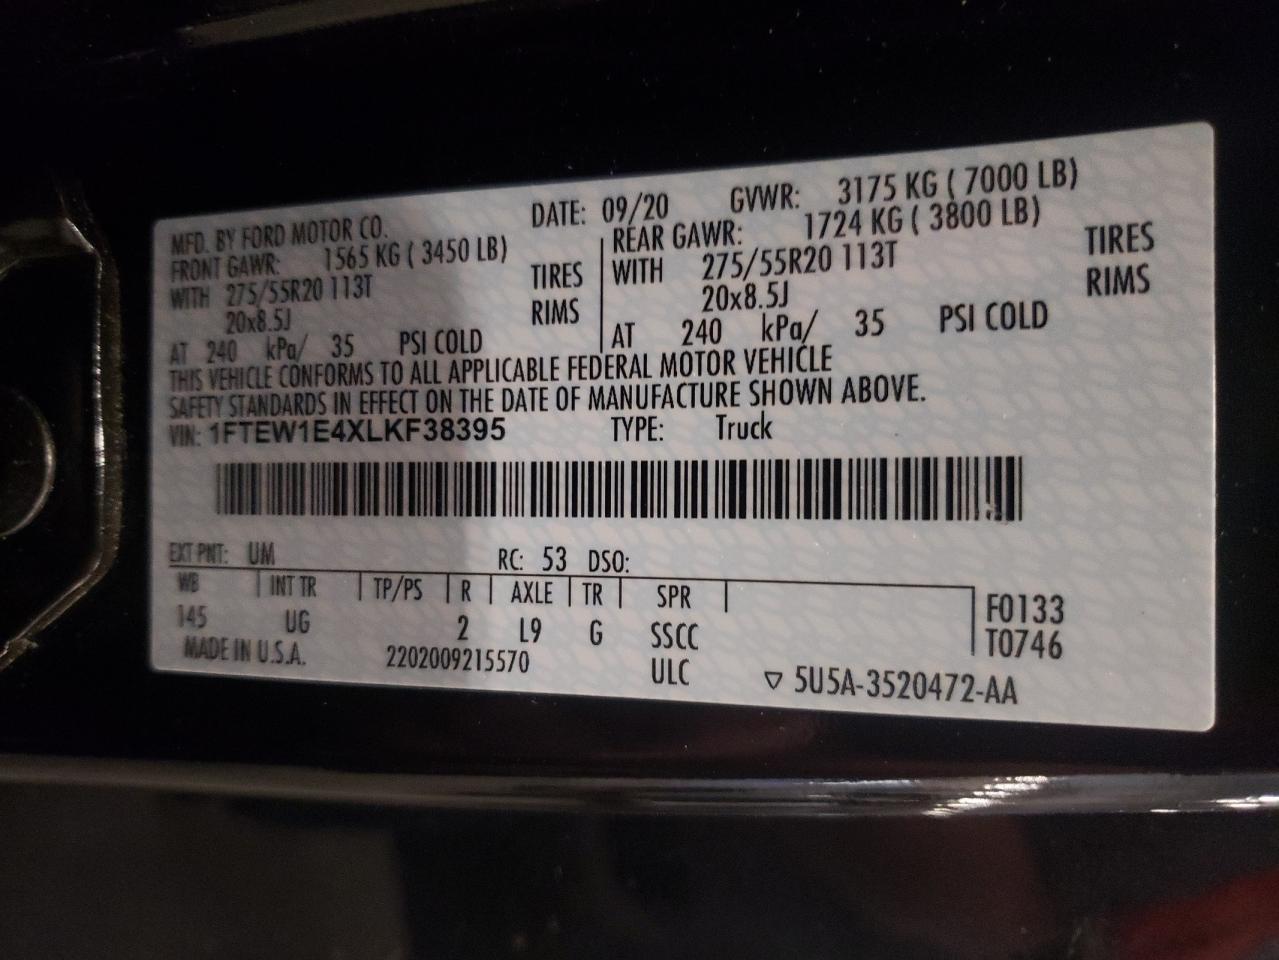 MFD. BY FORD MOTOR CO. DATE: 09/20 GVWR: 3175 KG ( 7000 LB)
FRONT GAWR: 1565 KG ( 3450 LB) REAR GAWR: 1724 KG ( 3800 LB)
WITH 275/55R20 113T TIRES WITH 275/55R20 113T TIRES
20x8.5J RIMS 20x8.5J RIMS
AT 240 kPa/ 35 PSI COLD AT 240 kPa/ 35 PSI COLD
THIS VEHICLE CONFORMS TO ALL APPLICABLE FEDERAL MOTOR VEHICLE
SAFETY STANDARDS IN EFFECT ON THE DATE OF MANUFACTURE SHOWN ABOVE.
VIN: 1FTEW1E4XLKF38395 TYPE: Truck
EXT PNT: UM RC: 53 DSO:
WB INT TR TP/PS R AXLE TR SPR F0133
145 UG 2 L9 G SSCC T0746
MADE IN U.S.A. 2202009215570 ULC ▽ 5U5A-3520472-AA